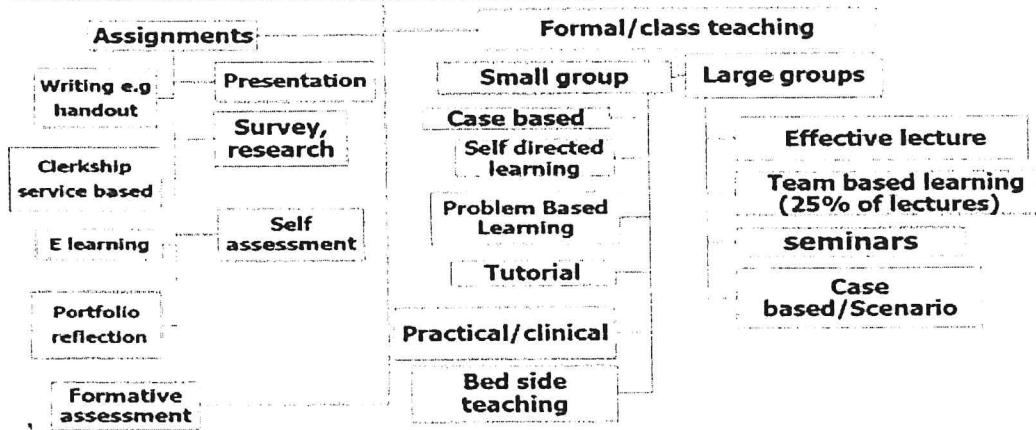 Assignments
Formal/class teaching
Writing e.g
handout
Presentation
Survey,
research
Clerkship
service based
E learning
Self
assessment
Portfolio
reflection
Formative
assessment
Small group
Large groups
Case based
Self directed
learning
Problem Based
Learning
Tutorial
Practical/clinical
Bed side
teaching
Effective lecture
Team based learning
(25% of lectures)
seminars
Case
based/Scenario